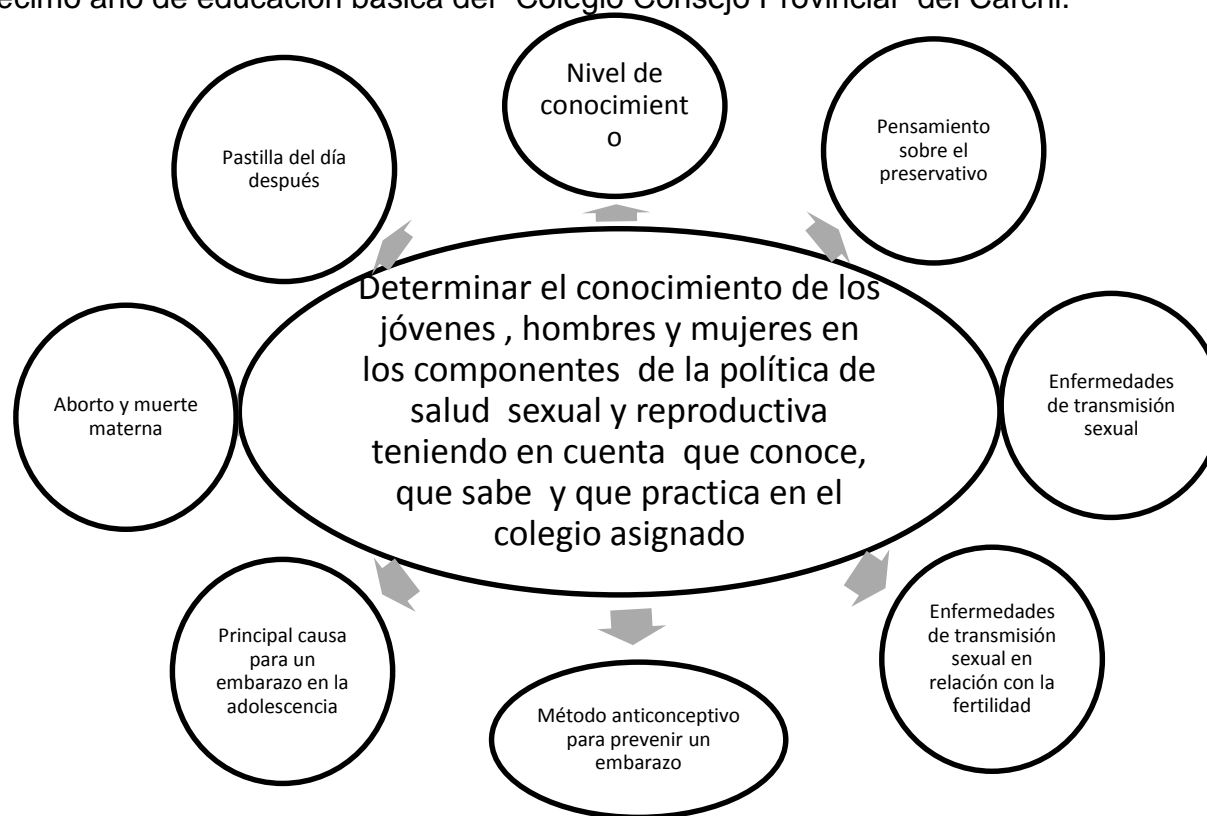 écimo año de educación básica del "Colegio Consejo Provincial" del Carchi.
Nivel de
conocimient
o
Pensamiento
sobre el
preservativo
Pastilla del día
después
Determinar el conocimiento de los
jóvenes , hombres y mujeres en
los componentes de la política de
salud sexual y reproductiva
teniendo en cuenta que conoce,
que sabe y que practica en el
colegio asignado
Enfermedades
de transmisión
sexual
Aborto y muerte
materna
Enfermedades
de transmisión
sexual en
relación con la
fertilidad
Principal causa
para un
embarazo en la
adolescencia
Método anticonceptivo
para prevenir un
embarazo